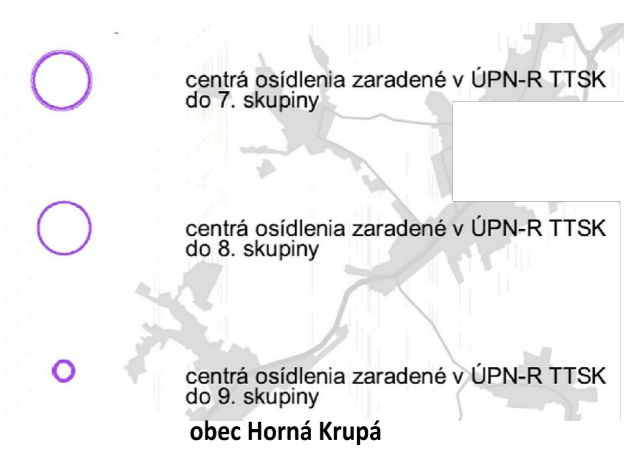 centrá osídlenia zaradené v ÚPN-R TTSK
do 7. skupiny
centrá osídlenia zaradené v ÚPN-R TTSK
do 8. skupiny
centrá osídlenia zaradené v ÚPN-R TTSK
do 9. skupiny
obec Horná Krupá